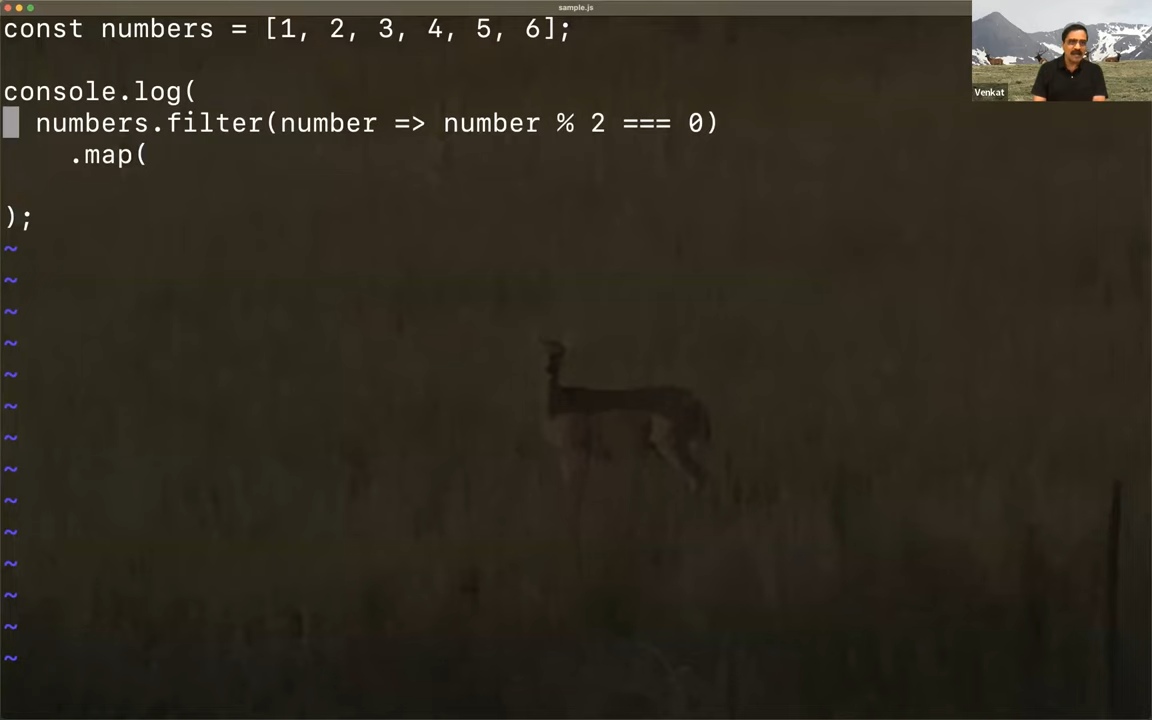 sample.js
const numbers = [1, 2, 3, 4, 5, 6];
console.log(
  numbers.filter(number => number % 2 === 0)
    .map(
);
~
~
~
~
~
~
~
~
~
~
~
~
~
~
Venkat